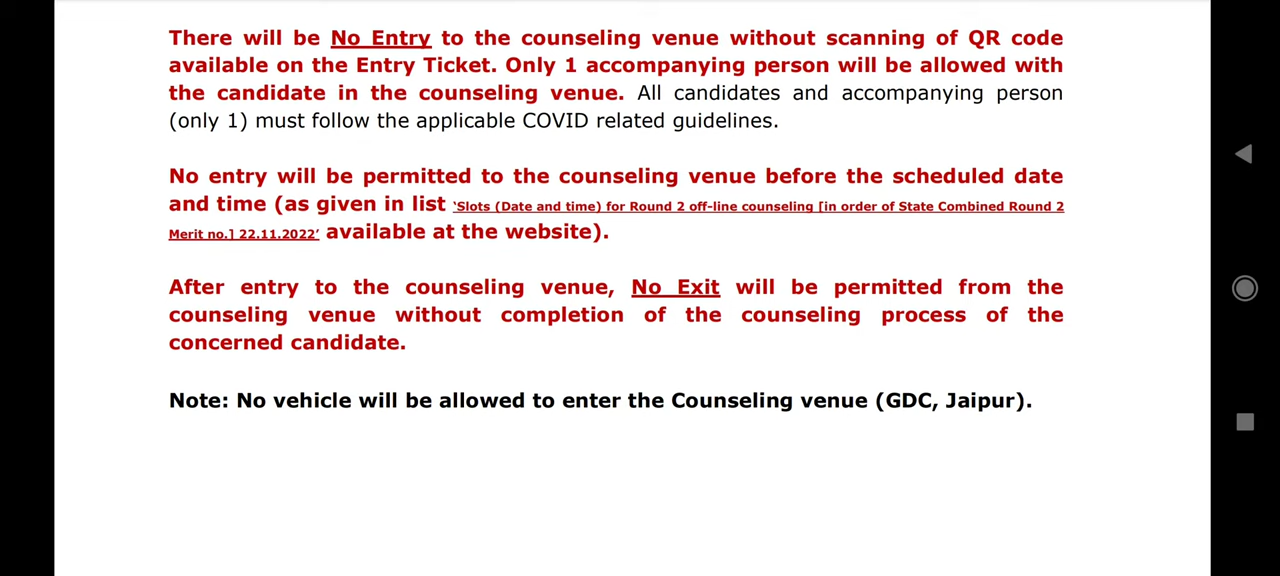 There will be No Entry to the counseling venue without scanning of QR code
available on the Entry Ticket. Only 1 accompanying person will be allowed with
the candidate in the counseling venue. All candidates and accompanying person
(only 1) must follow the applicable COVID related guidelines.
No entry will be permitted to the counseling venue before the scheduled date
and time (as given in list ‘Slots (Date and time) for Round 2 off-line counseling [in order of State Combined Round 2
Merit no.] 22.11.2022’ available at the website).
After entry to the counseling venue, No Exit will be permitted from the
counseling venue without completion of the counseling process of the
concerned candidate.
Note: No vehicle will be allowed to enter the Counseling venue (GDC, Jaipur).